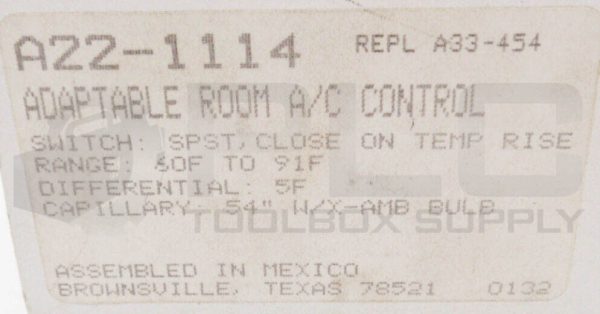 A22-1114 REPL A33-454
ADAPTABLE ROOM A/C CONTROL
SWITCH: SPST, CLOSE ON TEMP RISE
RANGE: 60F TO 91F
DIFFERENTIAL: 5F
CAPILLARY: 54" W/X-AMB BULB
PLC
TOOLBOX SUPPLY
ASSEMBLED IN MEXICO
BROWNSVILLE, TEXAS 78521 0132